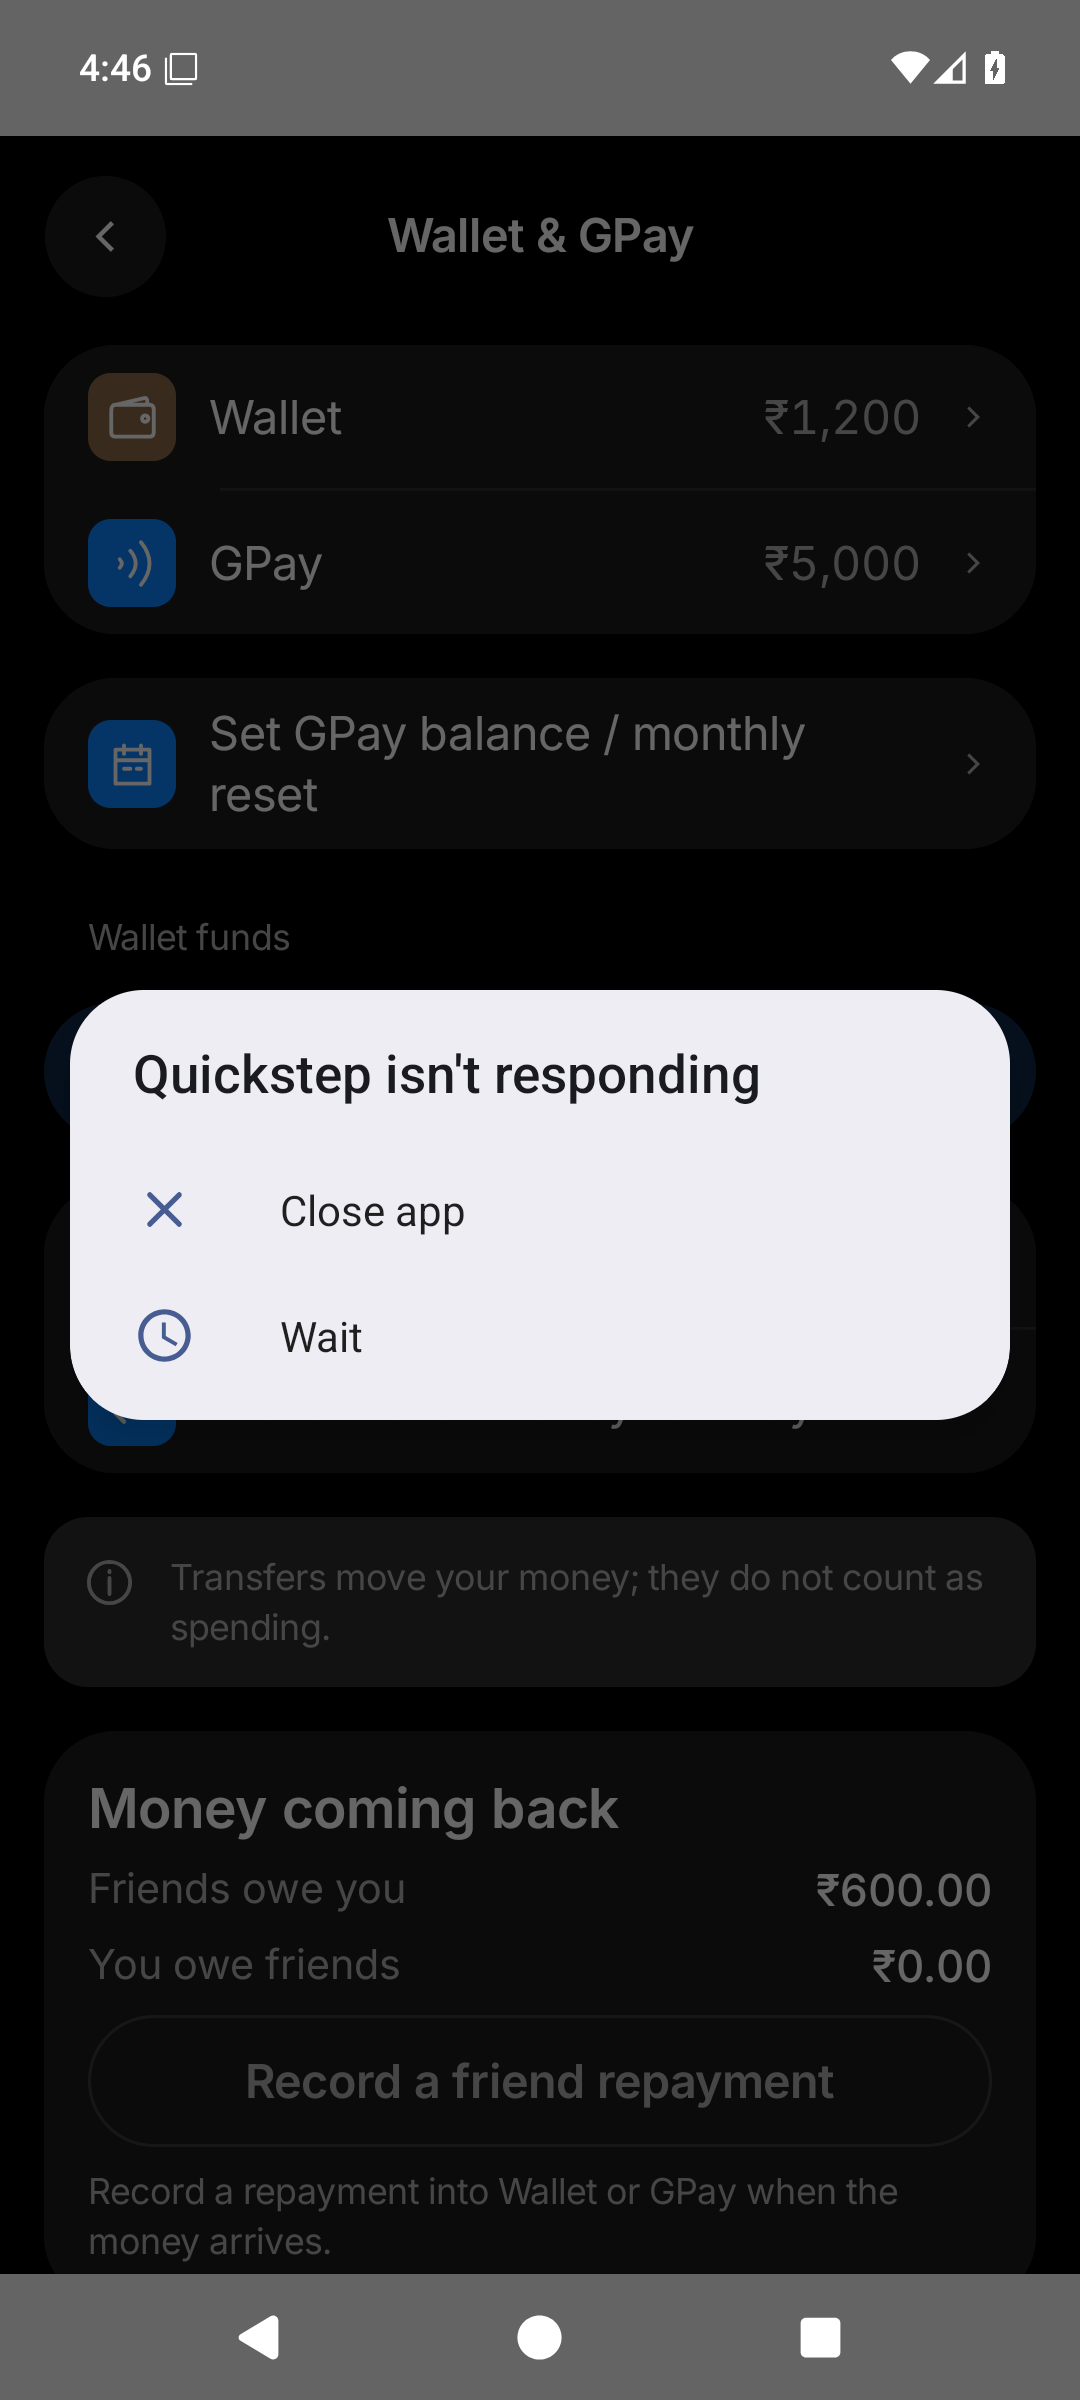 4:46
Wallet & GPay
Wallet ₹1,200
GPay ₹5,000
Set GPay balance / monthly
reset
Wallet funds
Quickstep isn't responding
Close app
Wait
Transfers move your money; they do not count as
spending.
Money coming back
Friends owe you ₹600.00
You owe friends ₹0.00
Record a friend repayment
Record a repayment into Wallet or GPay when the
money arrives.